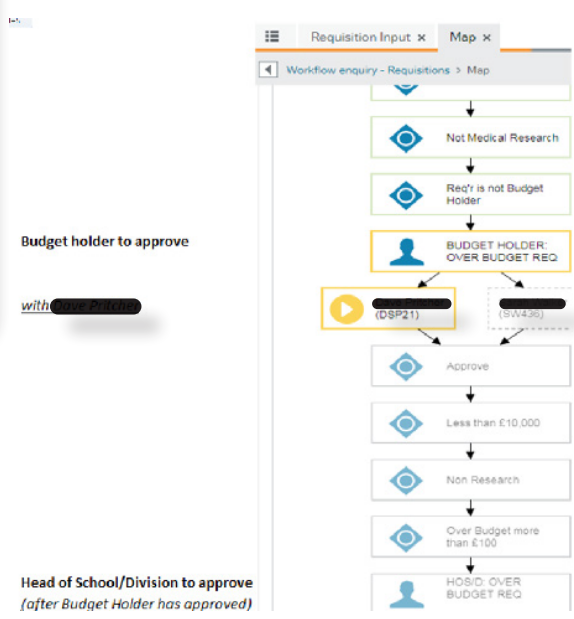 Requisition Input × Map ×
Workflow enquiry - Requisitions > Map
Not Medical Research
Req'r is not Budget
Holder
Budget holder to approve
BUDGET HOLDER:
OVER BUDGET REQ
with
(DSP21)
(SW436)
Approve
Less than £10,000
Non Research
Over Budget more
than £100
Head of School/Division to approve
(after Budget Holder has approved)
HOS/D: OVER
BUDGET REQ